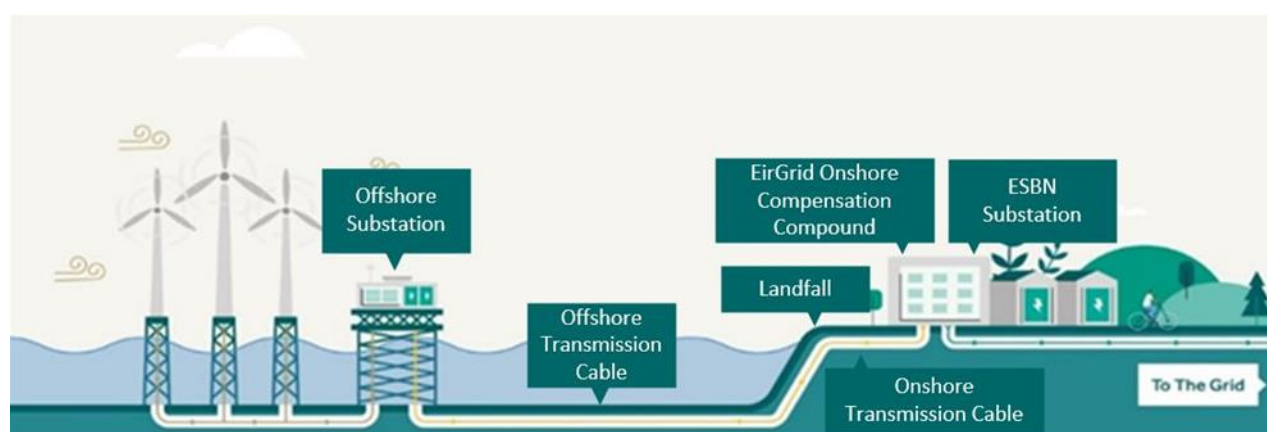 Offshore
Substation
Offshore
Transmission
Cable
Landfall
EirGrid Onshore
Compensation
Compound
ESBN
Substation
Onshore
Transmission Cable
To The Grid